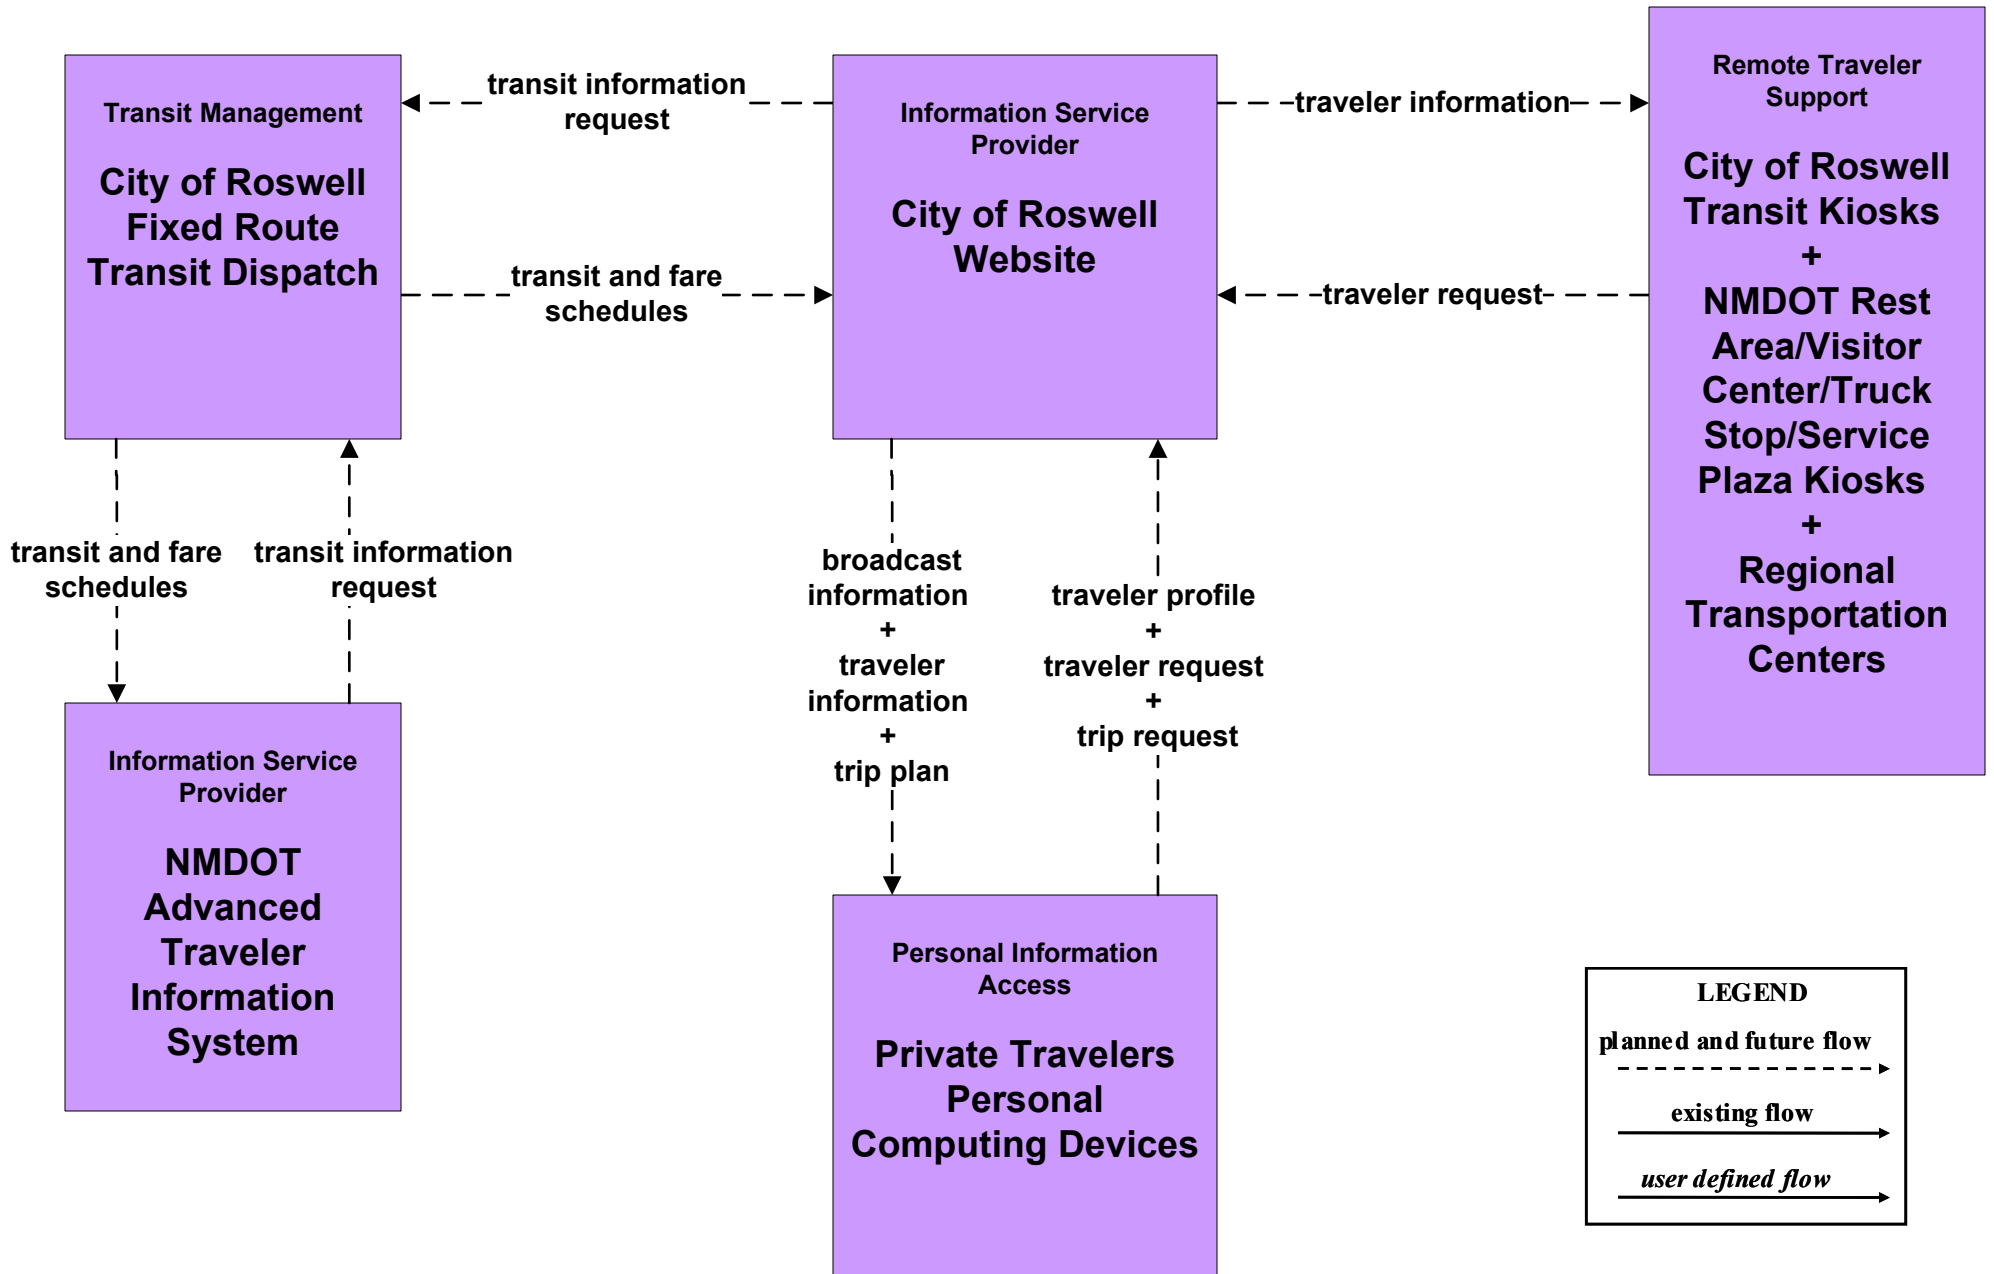 Transit Management
City of Roswell
Fixed Route
Transit Dispatch
transit information
request
transit and fare
schedules
Information Service
Provider
City of Roswell
Website
traveler information
traveler request
Remote Traveler
Support
City of Roswell
Transit Kiosks
+
NMDOT Rest
Area/Visitor
Center/Truck
Stop/Service
Plaza Kiosks
+
Regional
Transportation
Centers
transit and fare
schedules
transit information
request
broadcast
information
+
traveler
information
+
trip plan
traveler profile
+
traveler request
+
trip request
Information Service
Provider
NMDOT
Advanced
Traveler
Information
System
Personal Information
Access
Private Travelers
Personal
Computing Devices
LEGEND
planned and future flow
existing flow
user defined flow